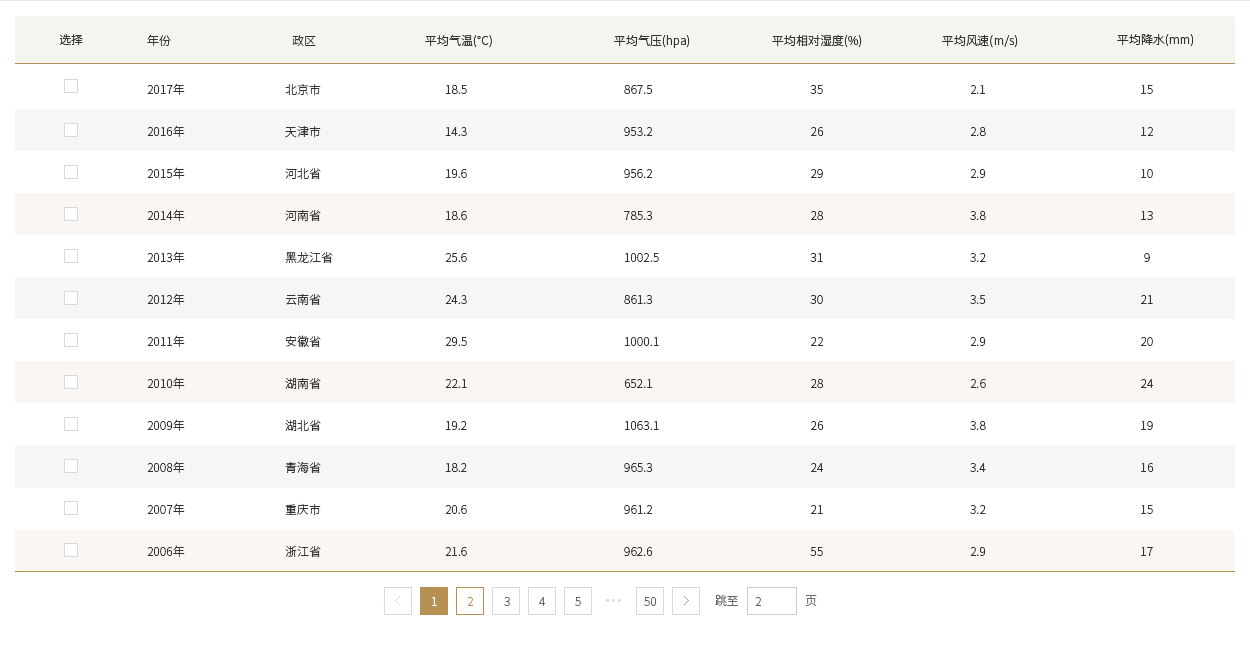 选择 年份 政区 平均气温(℃) 平均气压(hpa) 平均相对湿度(%) 平均风速(m/s) 平均降水(mm)
2017年 北京市 18.5 867.5 35 2.1 15
2016年 天津市 14.3 953.2 26 2.8 12
2015年 河北省 19.6 956.2 29 2.9 10
2014年 河南省 18.6 785.3 28 3.8 13
2013年 黑龙江省 25.6 1002.5 31 3.2 9
2012年 云南省 24.3 861.3 30 3.5 21
2011年 安徽省 29.5 1000.1 22 2.9 20
2010年 湖南省 22.1 652.1 28 2.6 24
2009年 湖北省 19.2 1063.1 26 3.8 19
2008年 青海省 18.2 965.3 24 3.4 16
2007年 重庆市 20.6 961.2 21 3.2 15
2006年 浙江省 21.6 962.6 55 2.9 17
1 2 3 4 5 ••• 50 跳至 2 页